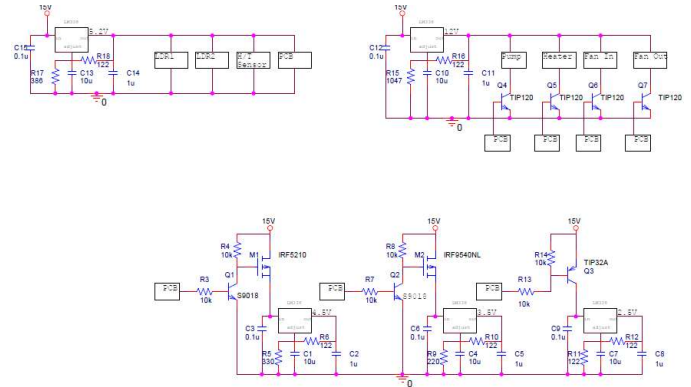 15V
15V
5.2V
12V
C15
0.1u
R18
122
R17
386
C13
10u
C14
1u
LDR1
LDR2
H/T
Sensor
PCB
0
C12
0.1u
R16
122
R15
1047
C10
10u
C11
1u
Pump
Heater
Fan In
Fan Out
Q4
TIP120
Q5
TIP120
Q6
TIP120
Q7
TIP120
PCB
PCB
PCB
PCB
0
15V
15V
15V
R4
10k
M1
IRF5210
R8
10k
M2
IRF9540NL
R14
10k
TIP32A
Q3
PCB
R3
10k
Q1
S9018
PCB
R7
10k
Q2
S9018
PCB
R13
10k
C3
0.1u
R6
122
R5
330
C1
10u
C2
1u
C6
0.1u
R10
122
R9
220
C4
10u
C5
1u
C9
0.1u
R12
122
R11
122
C7
10u
C8
1u
0